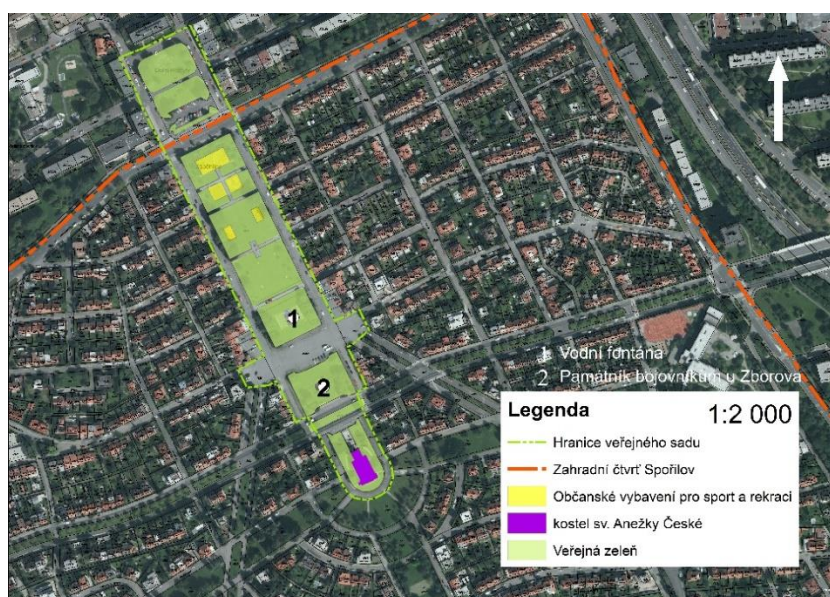 1
2
1 Vodní fontána
2 Památník bojovníkům u Zborova
Legenda 1:2 000
Hranice veřejného sadu
Zahradní čtvrť Spořilov
Občanské vybavení pro sport a rekraci
kostel sv. Anežky České
Veřejná zeleň